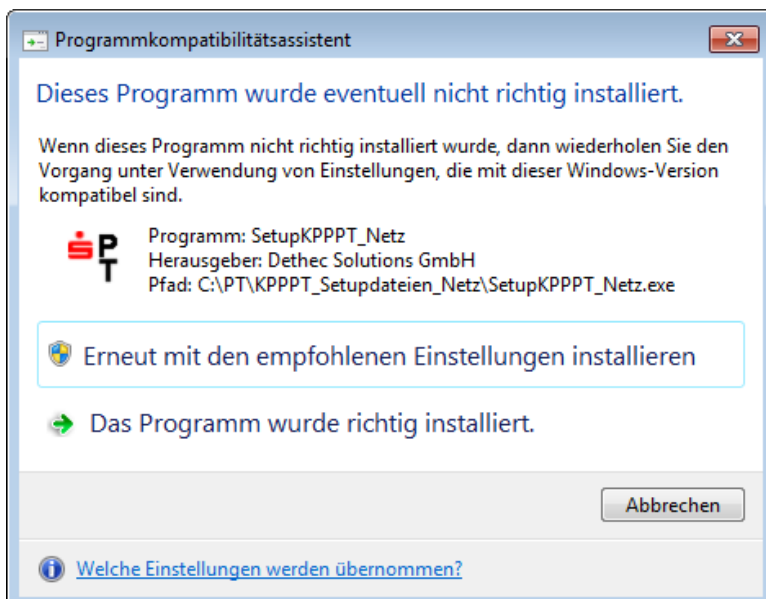 Programmkompatibilitätsassistent
Dieses Programm wurde eventuell nicht richtig installiert.
Wenn dieses Programm nicht richtig installiert wurde, dann wiederholen Sie den
Vorgang unter Verwendung von Einstellungen, die mit dieser Windows-Version
kompatibel sind.
PT
Programm: SetupKPPPT_Netz
Herausgeber: Dethec Solutions GmbH
Pfad: C:\PT\KPPPT_Setupdateien_Netz\SetupKPPPT_Netz.exe
Erneut mit den empfohlenen Einstellungen installieren
Das Programm wurde richtig installiert.
Abbrechen
Welche Einstellungen werden übernommen?